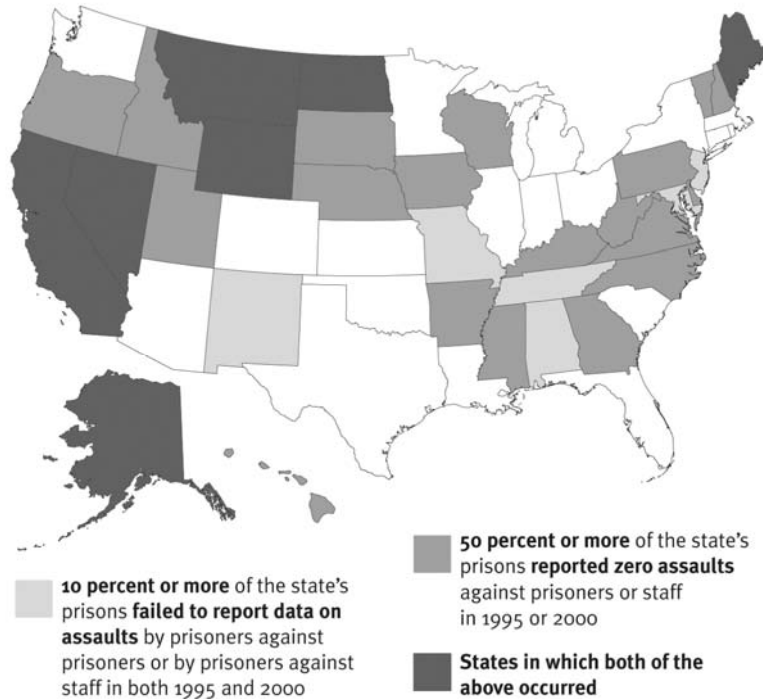 10 percent or more of the state’s
prisons failed to report data on
assaults by prisoners against
prisoners or by prisoners against
staff in both 1995 and 2000
50 percent or more of the state’s
prisons reported zero assaults
against prisoners or staff
in 1995 or 2000
States in which both of the
above occurred